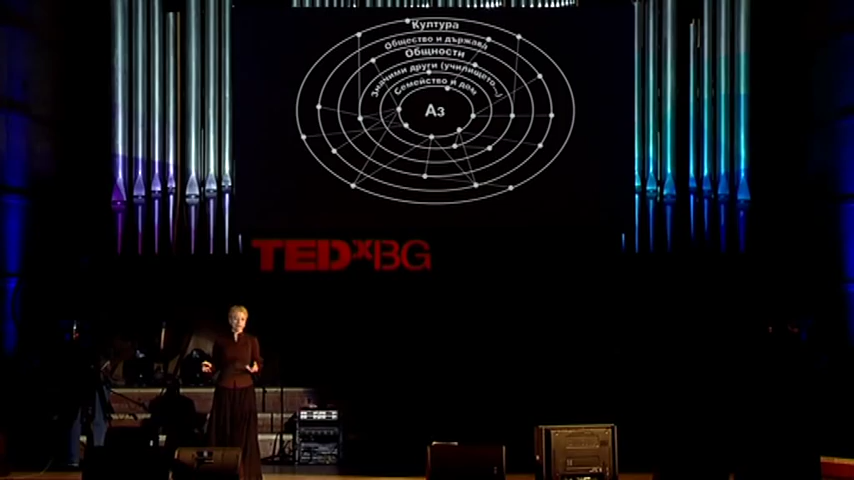 Култура
Общество и държава
Общности
Значими други (училището...)
Семейство и дом
Аз
TEDxBG